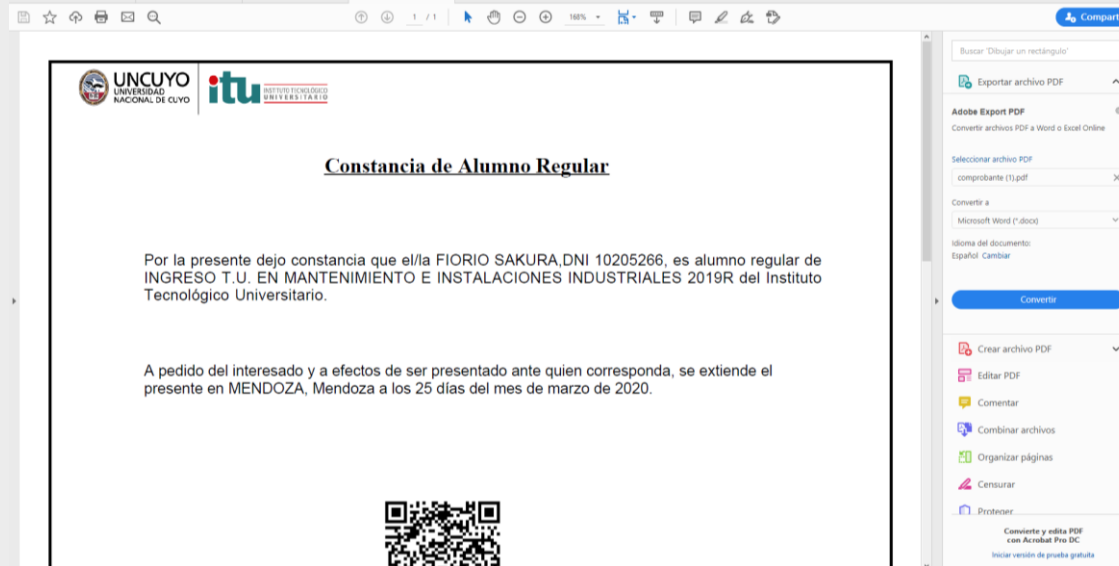 1 / 1
168%
Compart
UNCUYO
UNIVERSIDAD
NACIONAL DE CUYO
itu
INSTITUTO TECNOLÓGICO
UNIVERSITARIO
Constancia de Alumno Regular
Por la presente dejo constancia que el/la FIORIO SAKURA,DNI 10205266, es alumno regular de
INGRESO T.U. EN MANTENIMIENTO E INSTALACIONES INDUSTRIALES 2019R del Instituto
Tecnológico Universitario.
A pedido del interesado y a efectos de ser presentado ante quien corresponda, se extiende el
presente en MENDOZA, Mendoza a los 25 días del mes de marzo de 2020.
Buscar 'Dibujar un rectángulo'
Exportar archivo PDF
Adobe Export PDF
Convertir archivos PDF a Word o Excel Online
Seleccionar archivo PDF
comprobante (1).pdf
Convertir a
Microsoft Word (*.docx)
Idioma del documento:
Español Cambiar
Convertir
Crear archivo PDF
Editar PDF
Comentar
Combinar archivos
Organizar páginas
Censurar
Proteger
Convierte y edita PDF
con Acrobat Pro DC
Iniciar versión de prueba gratuita